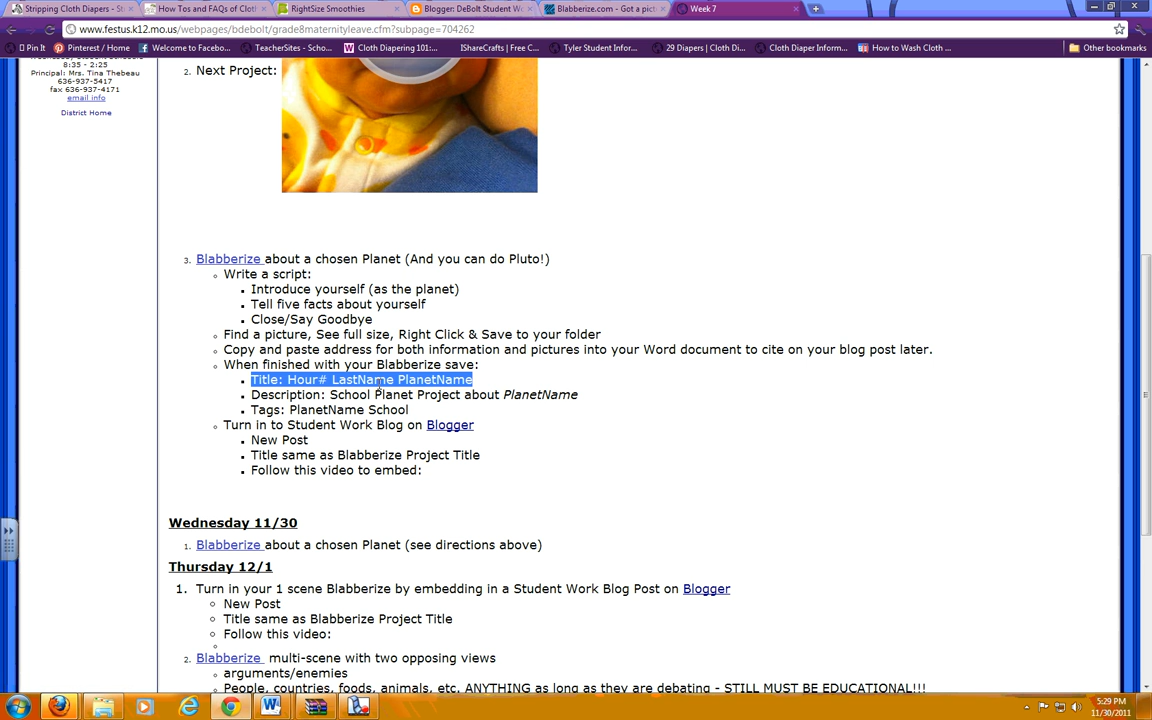 Stripping Cloth Diapers - S
How Tos and FAQs of Clot
RightSize Smoothies
Blogger: DeBolt Student W
Blabberize.com - Got a pict
Week 7
www.festus.k12.mo.us/webpages/bdebolt/grade8maternityleave.cfm?subpage=704262
Pin It
Pinterest / Home
Welcome to Facebo...
TeacherSites - Scho...
Cloth Diapering 101:...
IShareCrafts | Free C...
Tyler Student Infor...
29 Diapers | Cloth Di...
Cloth Diaper Inform...
How to Wash Cloth ...
Other bookmarks
8:35 - 2:25
Principal: Mrs. Tina Thebeau
636-937-5417
fax 636-937-4171
email info
District Home
2. Next Project:
3. Blabberize about a chosen Planet (And you can do Pluto!)
Write a script:
Introduce yourself (as the planet)
Tell five facts about yourself
Close/Say Goodbye
Find a picture, See full size, Right Click & Save to your folder
Copy and paste address for both information and pictures into your Word document to cite on your blog post later.
When finished with your Blabberize save:
Title: Hour# LastName PlanetName
Description: School Planet Project about PlanetName
Tags: PlanetName School
Turn in to Student Work Blog on Blogger
New Post
Title same as Blabberize Project Title
Follow this video to embed:
Wednesday 11/30
1. Blabberize about a chosen Planet (see directions above)
Thursday 12/1
1. Turn in your 1 scene Blabberize by embedding in a Student Work Blog Post on Blogger
New Post
Title same as Blabberize Project Title
Follow this video:
2. Blabberize multi-scene with two opposing views
arguments/enemies
People, countries, foods, animals, etc. ANYTHING as long as they are debating - STILL MUST BE EDUCATIONAL!!!
5:29 PM
11/30/2011